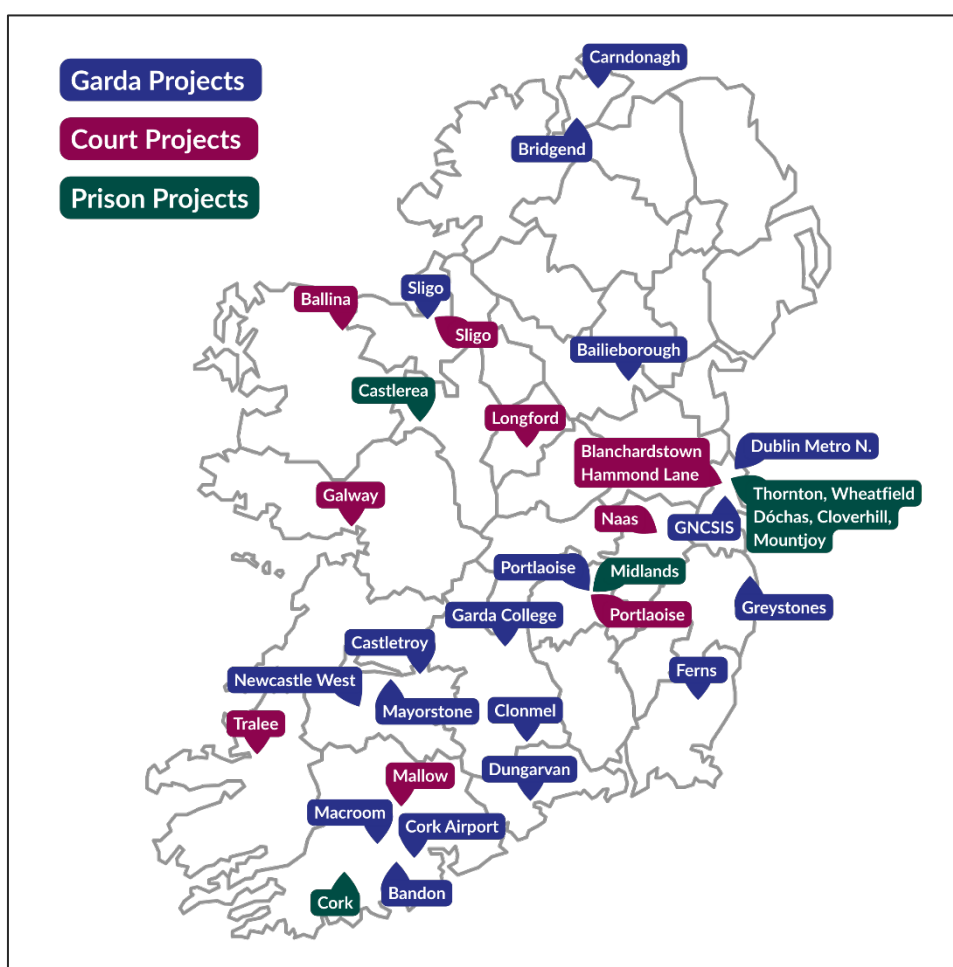 Garda Projects
Court Projects
Prison Projects
Carndonagh
Bridgend
Sligo
Ballina
Sligo
Bailieborough
Castlerea
Longford
Dublin Metro N.
Blanchardstown
Hammond Lane
Thornton, Wheatfield
Dóchas, Cloverhill,
Mountjoy
Galway
Naas
GNCSIS
Portlaoise
Midlands
Portlaoise
Greystones
Garda College
Castletroy
Newcastle West
Mayorstone
Ferns
Clonmel
Tralee
Dungarvan
Mallow
Macroom
Cork Airport
Bandon
Cork